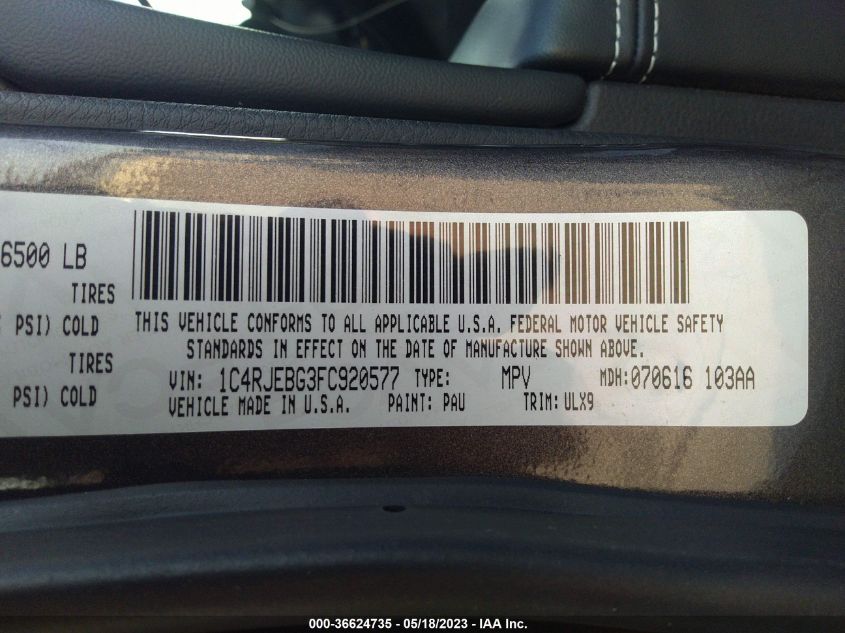 6500 LB
TIRES
PSI) COLD
TIRES
PSI) COLD
THIS VEHICLE CONFORMS TO ALL APPLICABLE U.S.A. FEDERAL MOTOR VEHICLE SAFETY
STANDARDS IN EFFECT ON THE DATE OF MANUFACTURE SHOWN ABOVE.
VIN: 1C4RJEBG3FC920577 TYPE: MPV MDH:070616 103AA
VEHICLE MADE IN U.S.A. PAINT: PAU TRIM:ULX9
000-36624735 - 05/18/2023 - IAA Inc.